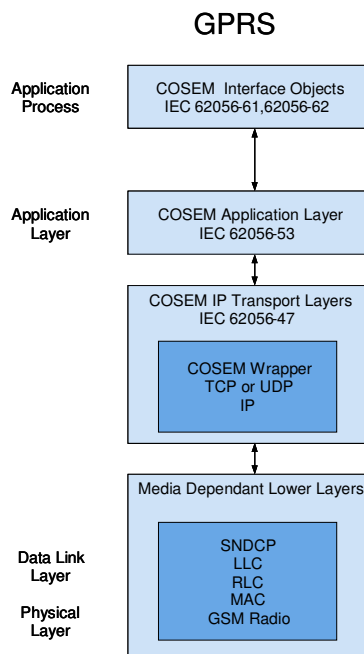 GPRS
Application
Process
COSEM Interface Objects
IEC 62056-61,62056-62
Application
Layer
COSEM Application Layer
IEC 62056-53
COSEM IP Transport Layers
IEC 62056-47
COSEM Wrapper
TCP or UDP
IP
Media Dependant Lower Layers
Data Link
Layer
Physical
Layer
SNDCP
LLC
RLC
MAC
GSM Radio